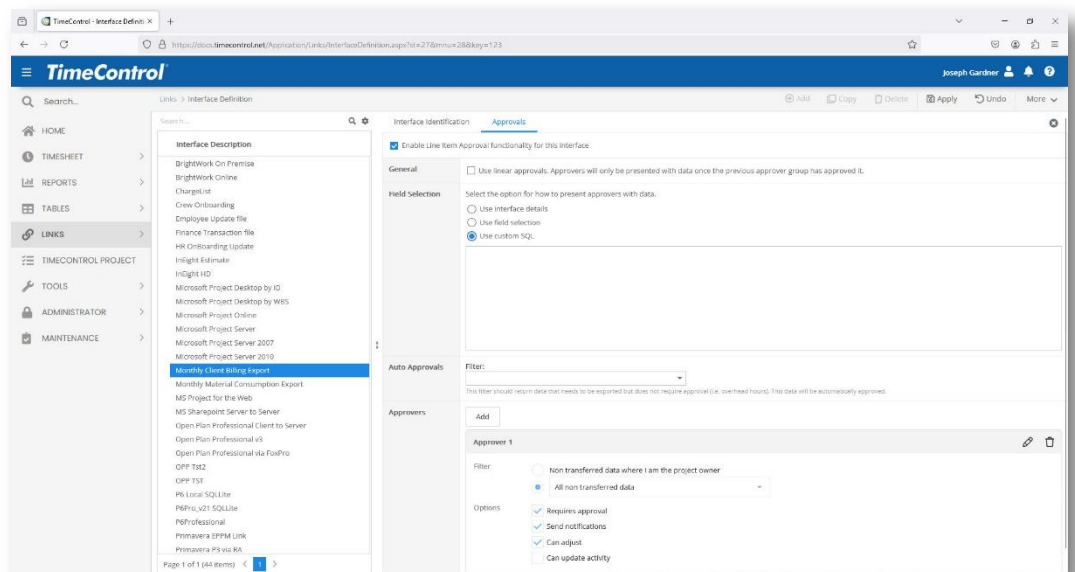 TimeControl - Interface Definiti
https://docs.timecontrol.net/Application/Links/InterfaceDefinition.aspx?st=27&mnu=28&key=123
TimeControl
Joseph Gardner
Search...
Links > Interface Definition
Add
Copy
Delete
Apply
Undo
More
HOME
TIMESHEET
REPORTS
TABLES
LINKS
TIMECONTROL PROJECT
TOOLS
ADMINISTRATOR
MAINTENANCE
Search...
Interface Description
BrightWork On Premise
BrightWork Online
ChargeList
Crew Onboarding
Employee Update file
Finance Transaction file
HR OnBoarding Update
InEight Estimate
InEight HD
Microsoft Project Desktop by ID
Microsoft Project Desktop by WBS
Microsoft Project Online
Microsoft Project Server
Microsoft Project Server 2007
Microsoft Project Server 2010
Monthly Client Billing Export
Monthly Material Consumption Export
MS Project for the Web
MS Sharepoint Server to Server
Open Plan Professional Client to Server
Open Plan Professional v3
Open Plan Professional via FoxPro
OPP Tst2
OPP TST
P6 Local SQLLite
P6Pro_v21 SQLLite
P6Professional
Primavera EPPM Link
Primavera P3 via RA
Page 1 of 1 (44 items) < 1 >
Interface Identification
Approvals
Enable Line Item Approval functionality for this interface
General
Use linear approvals. Approvers will only be presented with data once the previous approver group has approved it.
Field Selection
Select the option for how to present approvers with data.
Use interface details
Use field selection
Use custom SQL
Auto Approvals
Filter:
This filter should return data that needs to be exported but does not require approval (i.e. overhead hours). This data will be automatically approved.
Approvers
Add
Approver 1
Filter
Non transferred data where I am the project owner
All non transferred data
Options
Requires approval
Send notifications
Can adjust
Can update activity